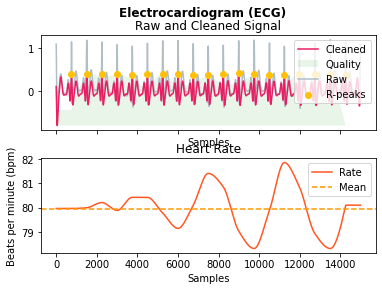 Electrocardiogram (ECG)
Raw and Cleaned Signal
1
0
Cleaned
Quality
Raw
R-peaks
Samples
Heart Rate
Beats per minute (bpm)
82
81
80
79
Rate
Mean
0 2000 4000 6000 8000 10000 12000 14000
Samples